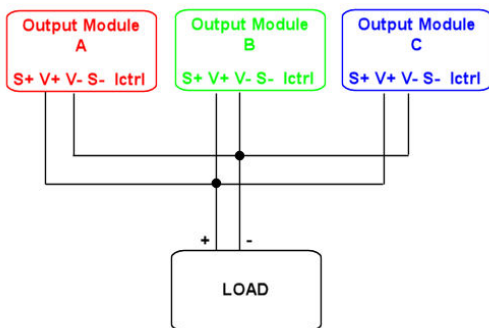 Output Module
A
S+ V+ V- S- Ictrl
Output Module
B
S+ V+ V- S- Ictrl
Output Module
C
S+ V+ V- S- Ictrl
+ -
LOAD